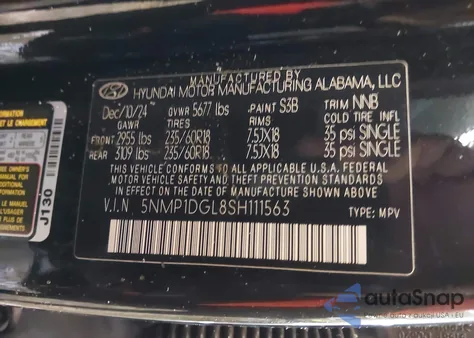 MANUFACTURED BY
HYUNDAI MOTOR MANUFACTURING ALABAMA, LLC
Dec/10/24 GVWR 5677 lbs PAINT S3B TRIM NNB
GAWR TIRES RIMS COLD TIRE INFL
FRONT 2955 lbs 235/60R18 7.5JX18 35 psi SINGLE
REAR 3109 lbs 235/60R18 7.5JX18 35 psi SINGLE
THIS VEHICLE CONFORMS TO ALL APPLICABLE U.S.A. FEDERAL
MOTOR VEHICLE SAFETY AND THEFT PREVENTION STANDARDS
IN EFFECT ON THE DATE OF MANUFACTURE SHOWN ABOVE.
V.I.N 5NMP1DGL8SH111563 TYPE: MPV
J130
autoSnap